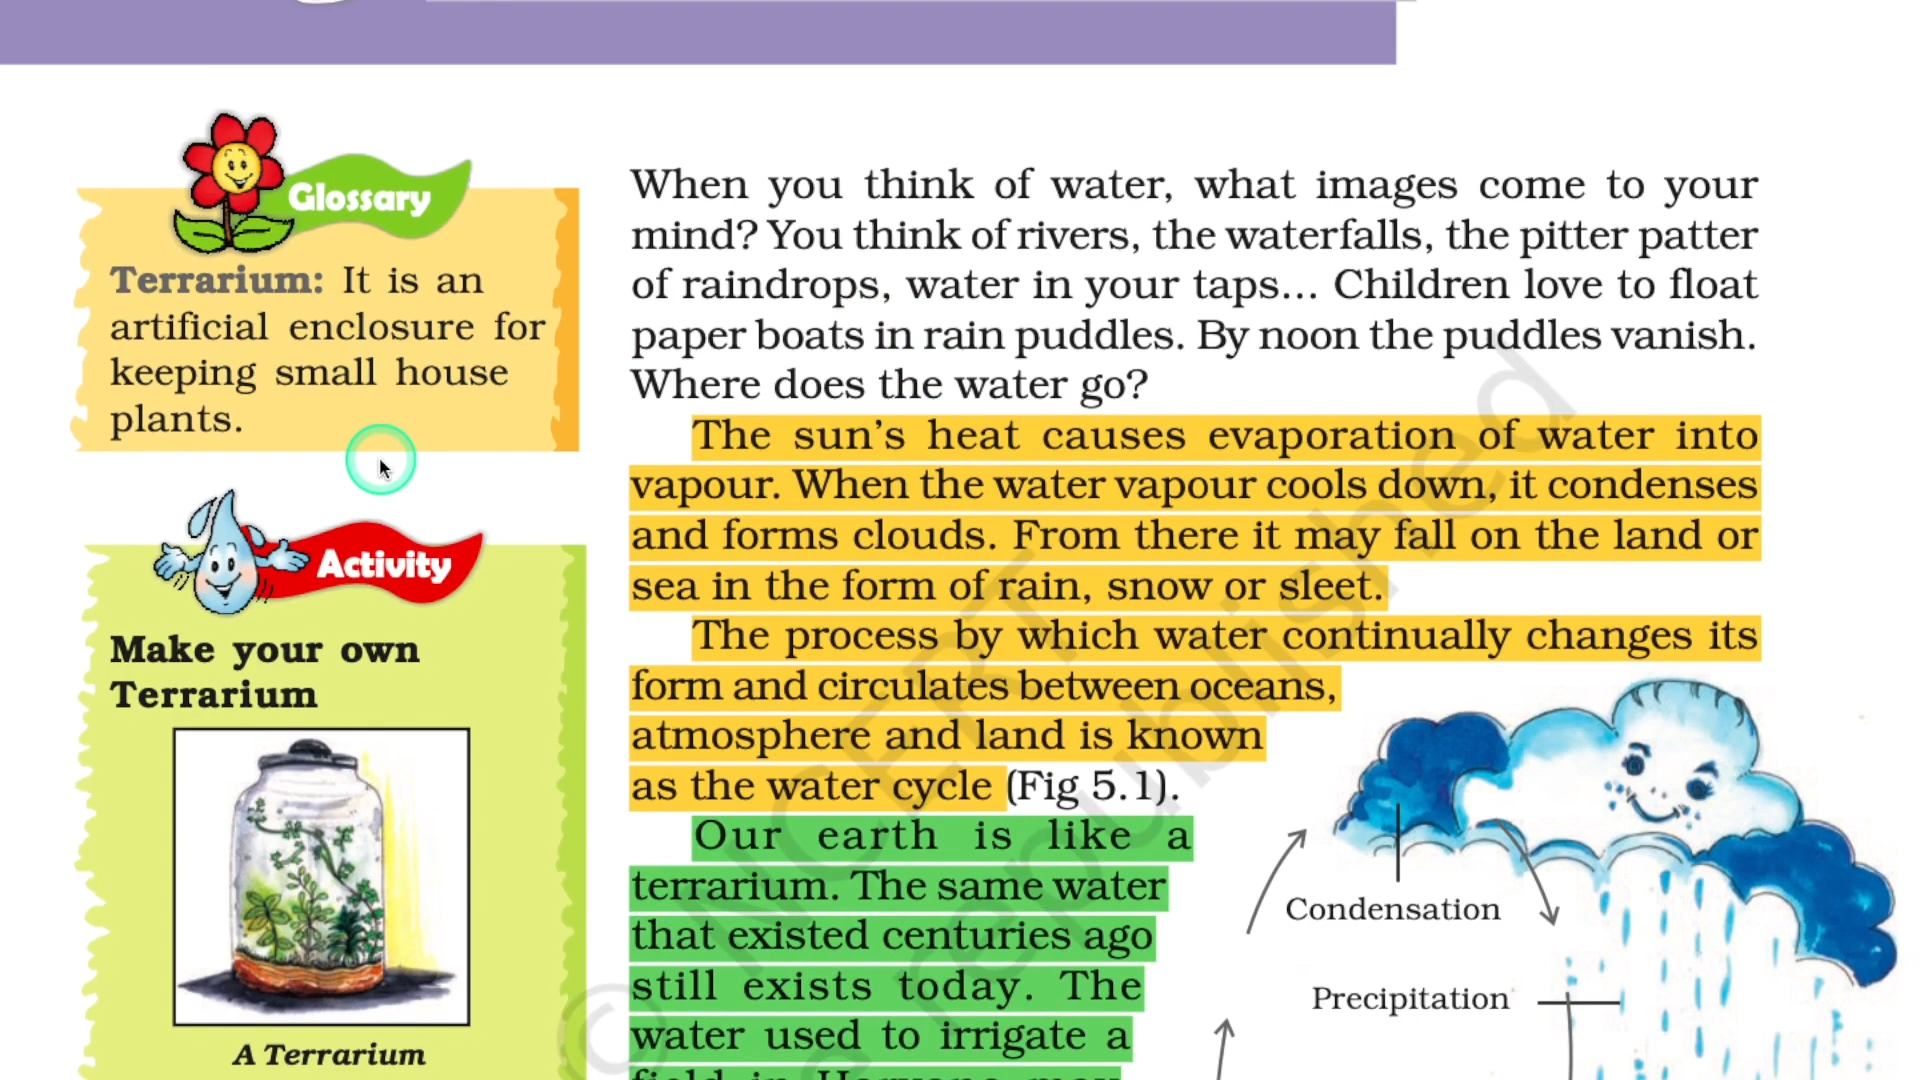 Glossary
Terrarium: It is an
artificial enclosure for
keeping small house
plants.
Activity
Make your own
Terrarium
A Terrarium
When you think of water, what images come to your
mind? You think of rivers, the waterfalls, the pitter patter
of raindrops, water in your taps... Children love to float
paper boats in rain puddles. By noon the puddles vanish.
Where does the water go?
The sun's heat causes evaporation of water into
vapour. When the water vapour cools down, it condenses
and forms clouds. From there it may fall on the land or
sea in the form of rain, snow or sleet.
The process by which water continually changes its
form and circulates between oceans,
atmosphere and land is known
as the water cycle (Fig 5.1).
Our earth is like a
terrarium. The same water
that existed centuries ago
still exists today. The
water used to irrigate a
field in Haryana may
Condensation
Precipitation
© NCERT
republished